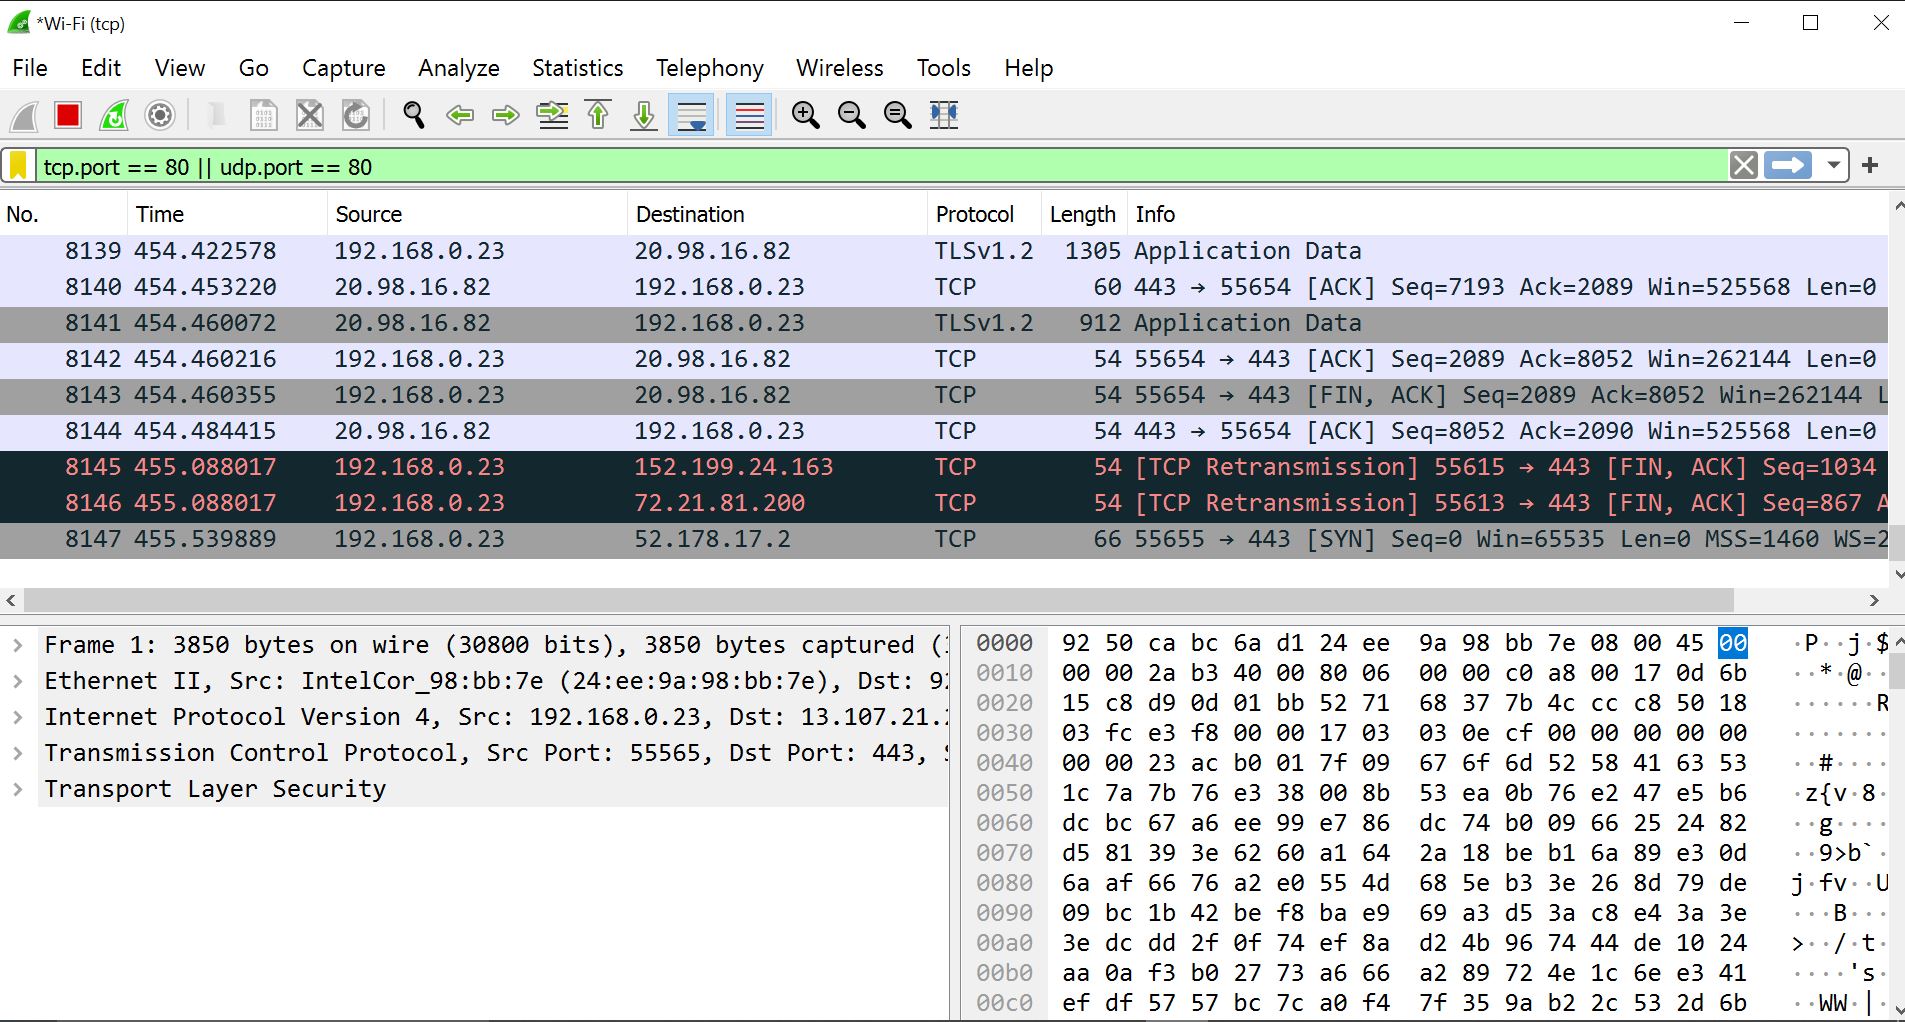 *Wi-Fi (tcp)
File Edit View Go Capture Analyze Statistics Telephony Wireless Tools Help
tcp.port == 80 || udp.port == 80
No. Time Source Destination Protocol Length Info
8139 454.422578 192.168.0.23 20.98.16.82 TLSv1.2 1305 Application Data
8140 454.453220 20.98.16.82 192.168.0.23 TCP 60 443 → 55654 [ACK] Seq=7193 Ack=2089 Win=525568 Len=0
8141 454.460072 20.98.16.82 192.168.0.23 TLSv1.2 912 Application Data
8142 454.460216 192.168.0.23 20.98.16.82 TCP 54 55654 → 443 [ACK] Seq=2089 Ack=8052 Win=262144 Len=0
8143 454.460355 192.168.0.23 20.98.16.82 TCP 54 55654 → 443 [FIN, ACK] Seq=2089 Ack=8052 Win=262144 L
8144 454.484415 20.98.16.82 192.168.0.23 TCP 54 443 → 55654 [ACK] Seq=8052 Ack=2090 Win=525568 Len=0
8145 455.088017 192.168.0.23 152.199.24.163 TCP 54 [TCP Retransmission] 55615 → 443 [FIN, ACK] Seq=1034
8146 455.088017 192.168.0.23 72.21.81.200 TCP 54 [TCP Retransmission] 55613 → 443 [FIN, ACK] Seq=867 A
8147 455.539889 192.168.0.23 52.178.17.2 TCP 66 55655 → 443 [SYN] Seq=0 Win=65535 Len=0 MSS=1460 WS=2
Frame 1: 3850 bytes on wire (30800 bits), 3850 bytes captured (
Ethernet II, Src: IntelCor_98:bb:7e (24:ee:9a:98:bb:7e), Dst: 92
Internet Protocol Version 4, Src: 192.168.0.23, Dst: 13.107.21.
Transmission Control Protocol, Src Port: 55565, Dst Port: 443,
Transport Layer Security
0000 92 50 ca bc 6a d1 24 ee 9a 98 bb 7e 08 00 45 00 ·P··j·$
0010 00 00 2a b3 40 00 80 06 00 00 c0 a8 00 17 0d 6b ··*·@··
0020 15 c8 d9 0d 01 bb 52 71 68 37 7b 4c cc c8 50 18 ······R
0030 03 fc e3 f8 00 00 17 03 03 0e cf 00 00 00 00 00 ·······
0040 00 00 23 ac b0 01 7f 09 67 6f 6d 52 58 41 63 53 ··#····
0050 1c 7a 7b 76 e3 38 00 8b 53 ea 0b 76 e2 47 e5 b6 ·z{v·8·
0060 dc bc 67 a6 ee 99 e7 86 dc 74 b0 09 66 25 24 82 ··g····
0070 d5 81 39 3e 62 60 a1 64 2a 18 be b1 6a 89 e3 0d ··9>b`·
0080 6a af 66 76 a2 e0 55 4d 68 5e b3 3e 26 8d 79 de j·fv··U
0090 09 bc 1b 42 be f8 ba e9 69 a3 d5 3a c8 e4 3a 3e ···B···
00a0 3e dc dd 2f 0f 74 ef 8a d2 4b 96 74 44 de 10 24 >··/·t·
00b0 aa 0a f3 b0 27 73 a6 66 a2 89 72 4e 1c 6e e3 41 ····'s·
00c0 ef df 57 57 bc 7c a0 f4 7f 35 9a b2 2c 53 2d 6b ··WW·|·